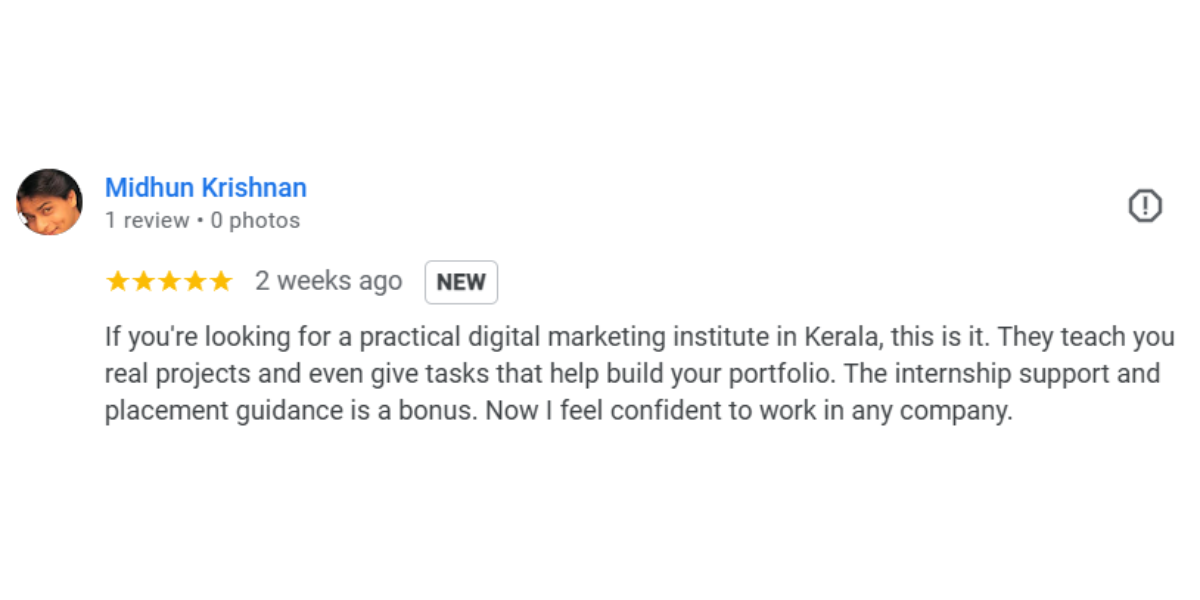 Midhun Krishnan
1 review • 0 photos
2 weeks ago NEW
If you're looking for a practical digital marketing institute in Kerala, this is it. They teach you
real projects and even give tasks that help build your portfolio. The internship support and
placement guidance is a bonus. Now I feel confident to work in any company.